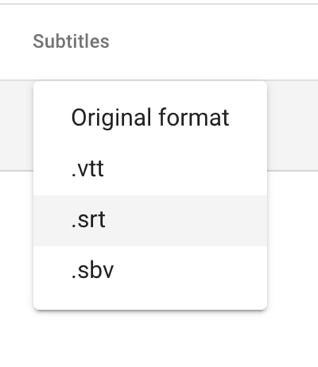 Subtitles
Original format
.vtt
.srt
.sbv